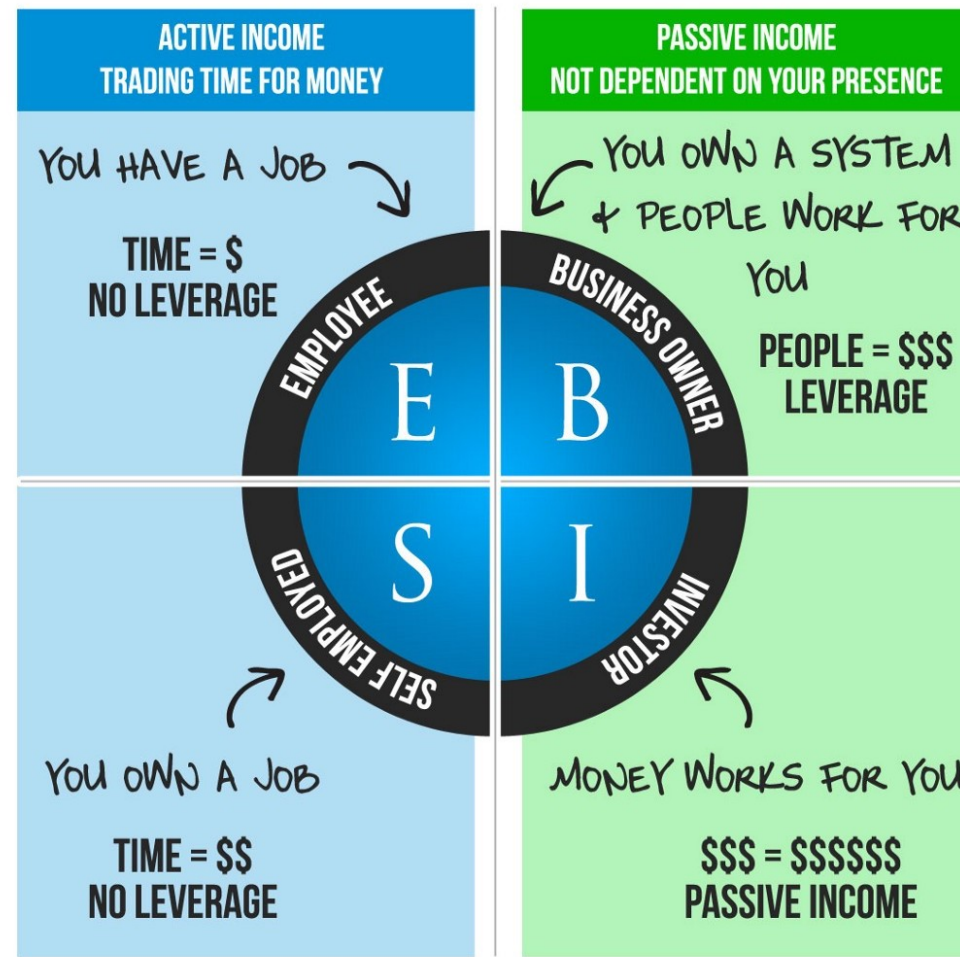 ACTIVE INCOME
TRADING TIME FOR MONEY
YOU HAVE A JOB
TIME = $
NO LEVERAGE
EMPLOYEE
E
PASSIVE INCOME
NOT DEPENDENT ON YOUR PRESENCE
YOU OWN A SYSTEM
& PEOPLE WORK FOR
YOU
PEOPLE = $$$
LEVERAGE
BUSINESS OWNER
B
S
SELF EMPLOYED
YOU OWN A JOB
TIME = $$
NO LEVERAGE
I
INVESTOR
MONEY WORKS FOR YOU
$$$ = $$$$$$
PASSIVE INCOME